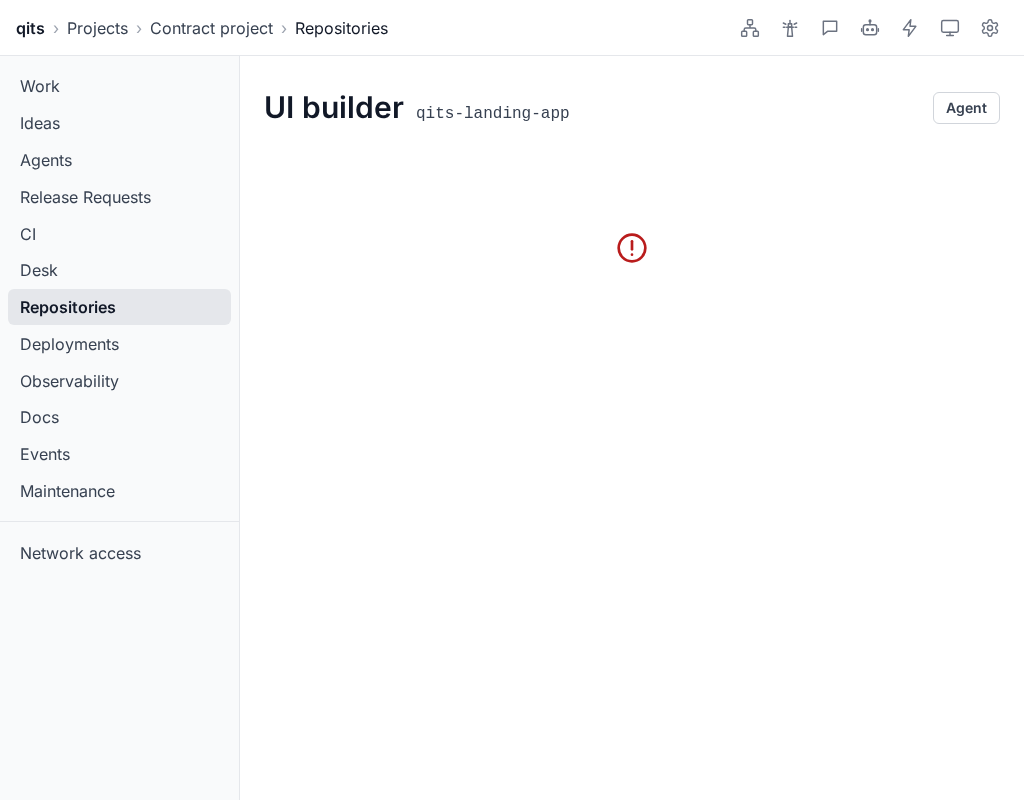 qits › Projects › Contract project › Repositories
Work
Ideas
Agents
Release Requests
CI
Desk
Repositories
Deployments
Observability
Docs
Events
Maintenance
Network access
UI builder qits-landing-app
Agent